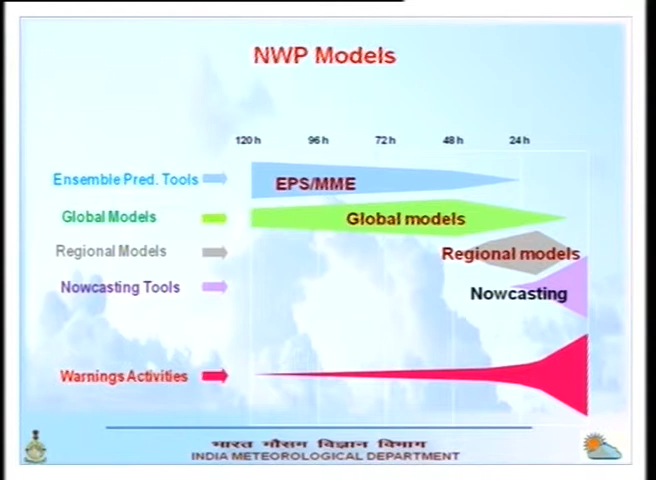 NWP Models
120 h 96 h 72 h 48 h 24 h
Ensemble Pred. Tools
EPS/MME
Global Models
Global models
Regional Models
Regional models
Nowcasting Tools
Nowcasting
Warnings Activities
भारत मौसम विज्ञान विभाग
INDIA METEOROLOGICAL DEPARTMENT